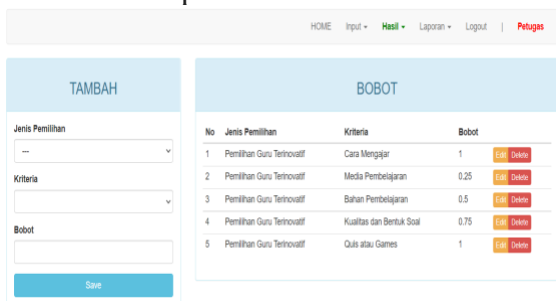 HOME Input Hasil Laporan Logout | Petugas
TAMBAH
Jenis Pemilihan
---
Kriteria
Bobot
Save
BOBOT
No Jenis Pemilihan Kriteria Bobot
1 Pemilihan Guru Terinovatif Cara Mengajar 1 Edit Delete
2 Pemilihan Guru Terinovatif Media Pembelajaran 0.25 Edit Delete
3 Pemilihan Guru Terinovatif Bahan Pembelajaran 0.5 Edit Delete
4 Pemilihan Guru Terinovatif Kualitas dan Bentuk Soal 0.75 Edit Delete
5 Pemilihan Guru Terinovatif Quis atau Games 1 Edit Delete